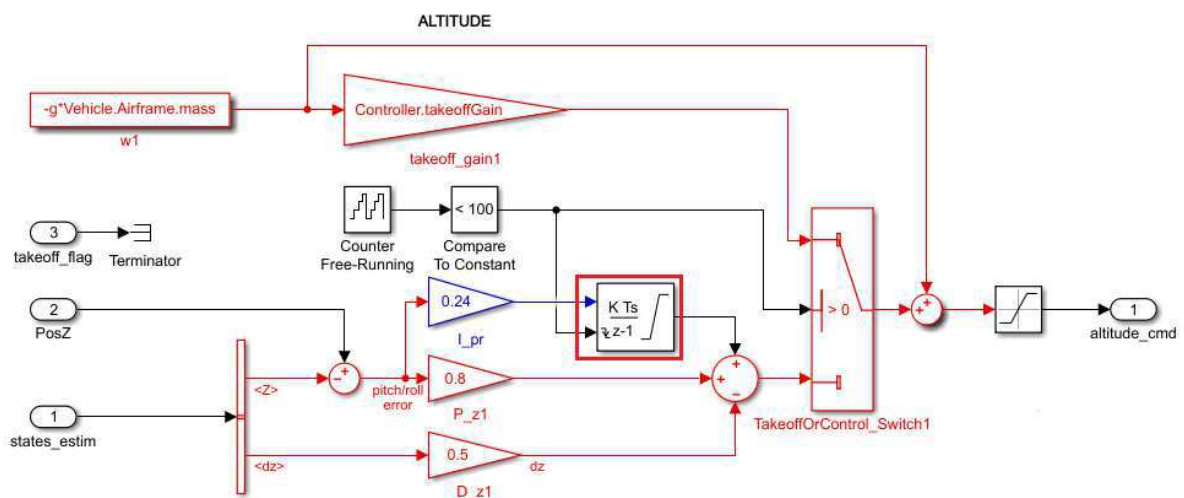 ALTITUDE
-g*Vehicle.Airframe.mass
w1
Controller.takeoffGain
takeoff_gain1
3
takeoff_flag
Terminator
Counter
Free-Running
< 100
Compare
To Constant
2
PosZ
0.24
I_pr
K Ts
z-1
> 0
TakeoffOrControl_Switch1
+
+
1
altitude_cmd
<Z>
−
+
pitch/roll
error
0.8
P_z1
+
+
−
1
states_estim
<dz>
0.5
D_z1
dz